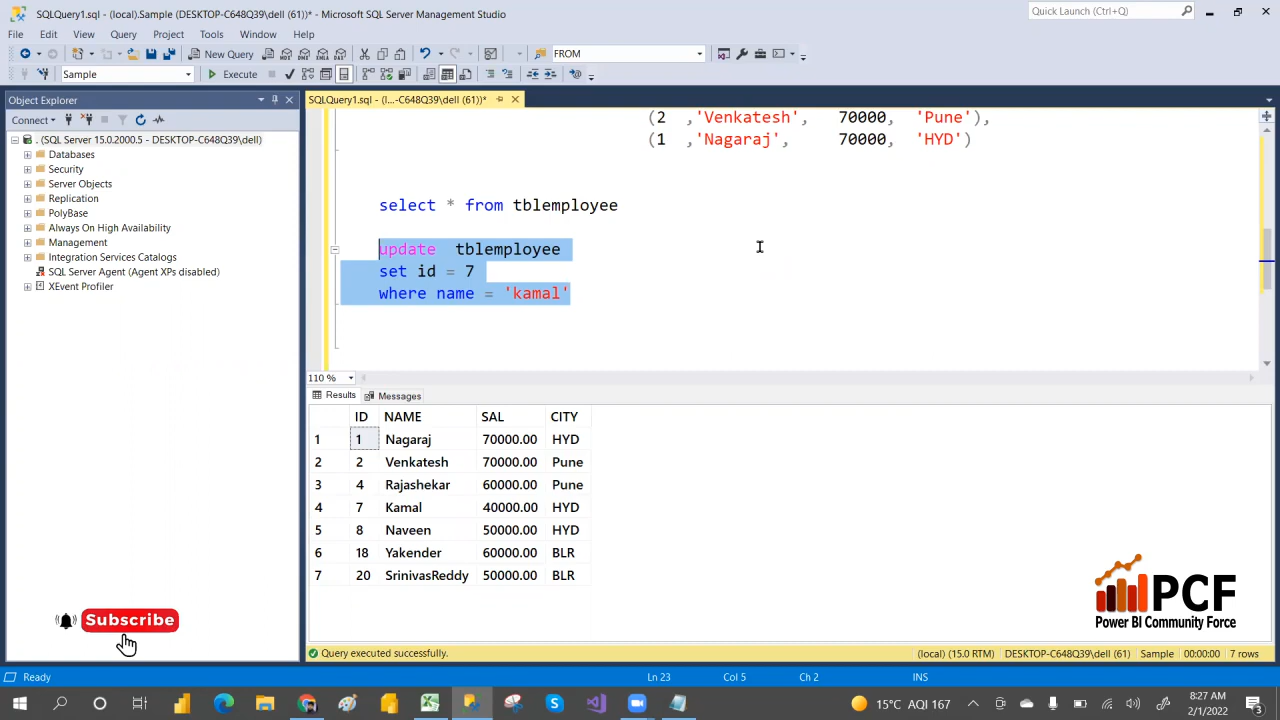 SQLQuery1.sql - (local).Sample (DESKTOP-C648Q39\dell (61))* - Microsoft SQL Server Management Studio
Quick Launch (Ctrl+Q)
File Edit View Query Project Tools Window Help
New Query
FROM
Sample
Execute
Object Explorer
SQLQuery1.sql - (l...-C648Q39\dell (61))*
Connect
. (SQL Server 15.0.2000.5 - DESKTOP-C648Q39\dell)
Databases
Security
Server Objects
Replication
PolyBase
Always On High Availability
Management
Integration Services Catalogs
SQL Server Agent (Agent XPs disabled)
XEvent Profiler
(2 ,'Venkatesh', 70000, 'Pune'),
(1 ,'Nagaraj', 70000, 'HYD')
select * from tblemployee
update tblemployee
set id = 7
where name = 'kamal'
110 %
Results Messages
ID NAME SAL CITY
1 1 Nagaraj 70000.00 HYD
2 2 Venkatesh 70000.00 Pune
3 4 Rajashekar 60000.00 Pune
4 7 Kamal 40000.00 HYD
5 8 Naveen 50000.00 HYD
6 18 Yakender 60000.00 BLR
7 20 SrinivasReddy 50000.00 BLR
Subscribe
PCF
Power BI Community Force
Query executed successfully. (local) (15.0 RTM) DESKTOP-C648Q39\dell (61) Sample 00:00:00 7 rows
Ready Ln 23 Col 5 Ch 2 INS
15°C AQI 167
8:27 AM
2/1/2022
3